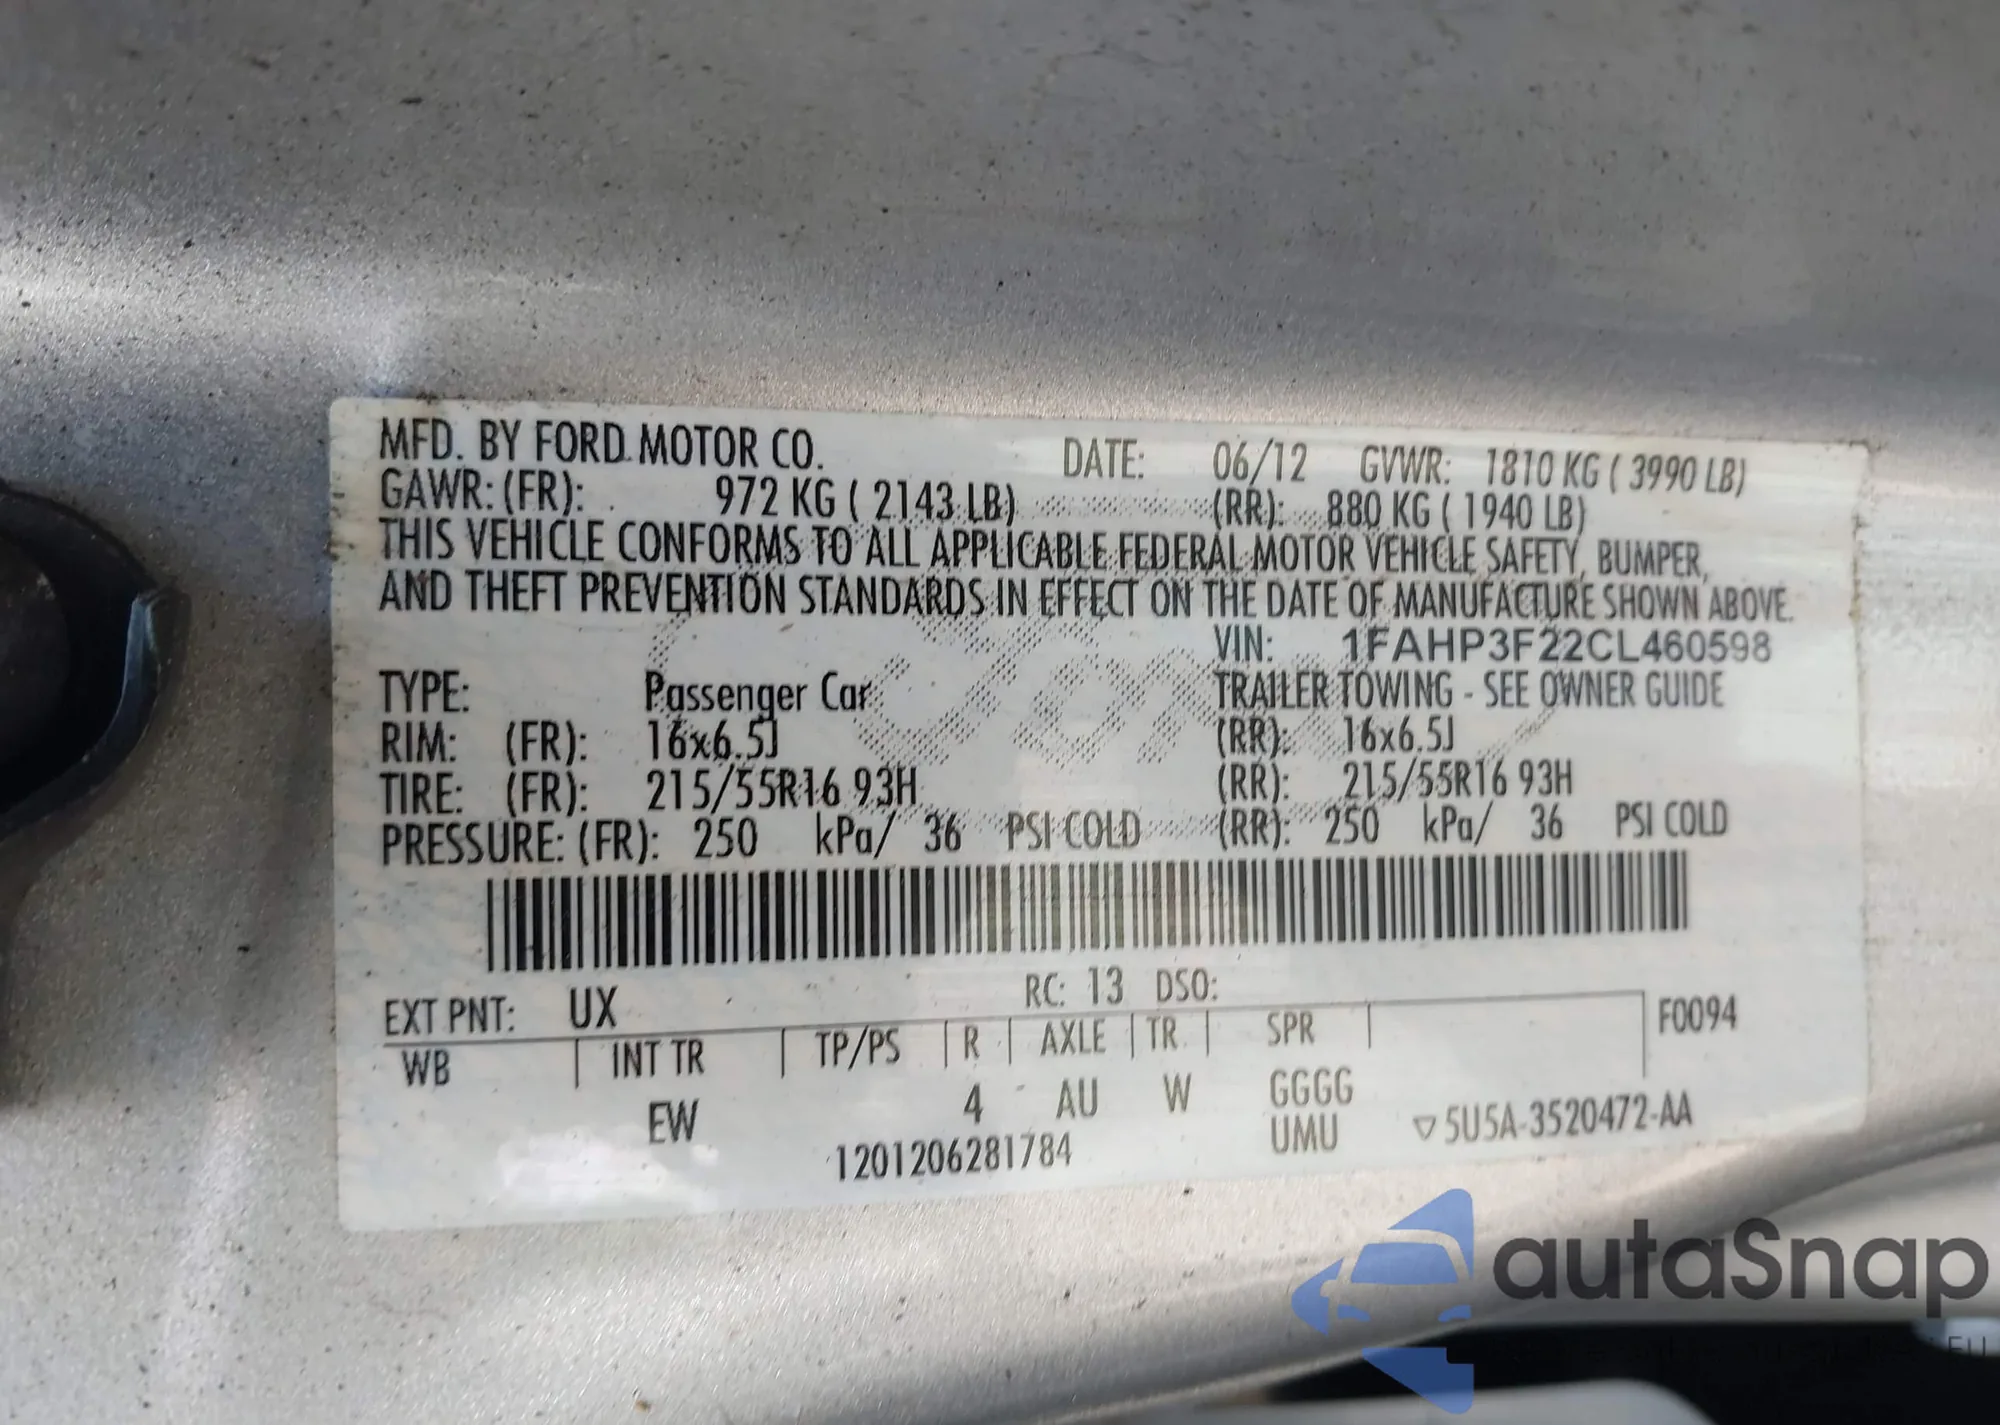 MFD. BY FORD MOTOR CO. DATE: 06/12 GVWR: 1810 KG ( 3990 LB)
GAWR: (FR): 972 KG ( 2143 LB) (RR): 880 KG ( 1940 LB)
THIS VEHICLE CONFORMS TO ALL APPLICABLE FEDERAL MOTOR VEHICLE SAFETY, BUMPER,
AND THEFT PREVENTION STANDARDS IN EFFECT ON THE DATE OF MANUFACTURE SHOWN ABOVE.
VIN: 1FAHP3F22CL460598
TYPE: Passenger Car TRAILER TOWING - SEE OWNER GUIDE
RIM: (FR): 16x6.5J (RR): 16x6.5J
TIRE: (FR): 215/55R16 93H (RR): 215/55R16 93H
PRESSURE: (FR): 250 kPa/ 36 PSI COLD (RR): 250 kPa/ 36 PSI COLD
RC: 13 DSO:
EXT PNT: UX F0094
WB | INT TR | TP/PS | R | AXLE | TR | SPR |
EW 4 AU W GGGG
UMU ▽ 5U5A-3520472-AA
1201206281784
autaSnap